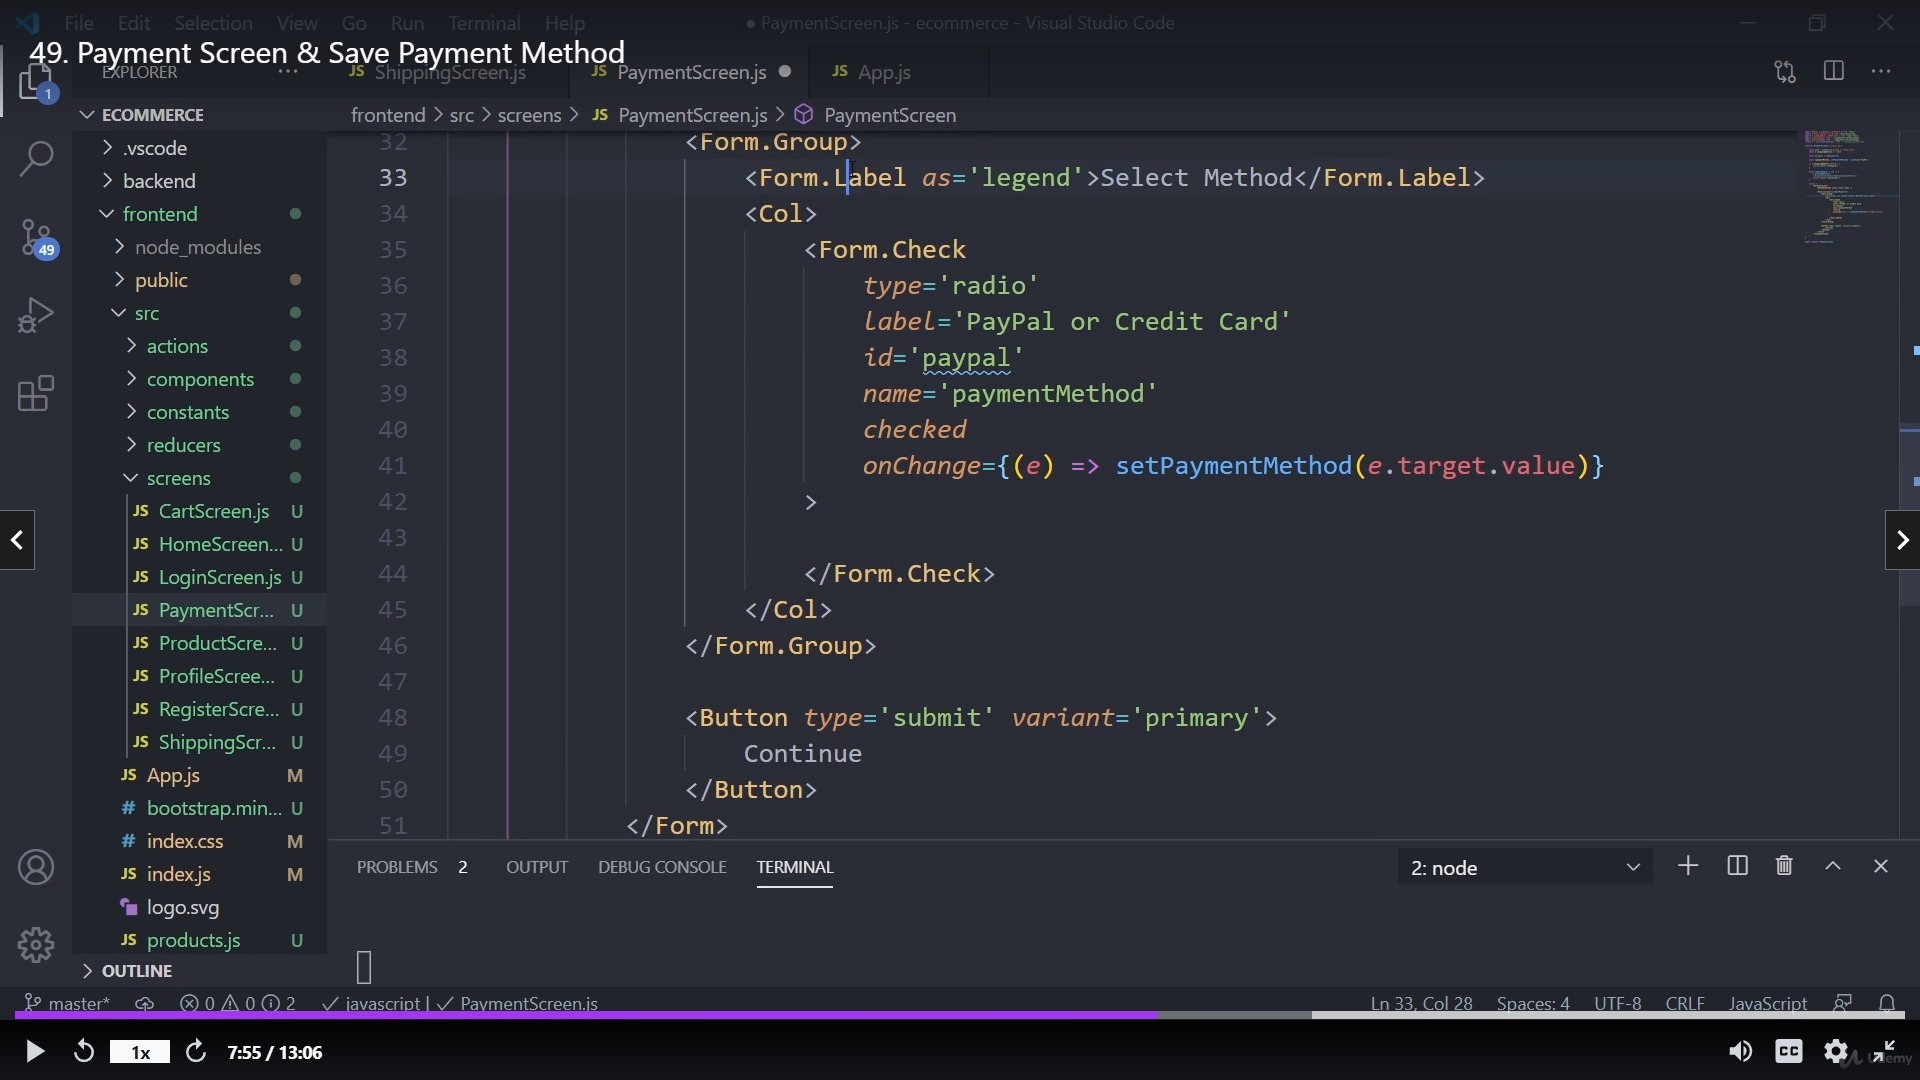 File Edit Selection View Go Run Terminal Help
● PaymentScreen.js - ecommerce - Visual Studio Code
49. Payment Screen & Save Payment Method
EXPLORER ...
JS ShippingScreen.js JS PaymentScreen.js ● JS App.js
1
ECOMMERCE
frontend > src > screens > JS PaymentScreen.js > PaymentScreen
.vscode
backend
frontend
node_modules
public
src
actions
components
constants
reducers
screens
JS CartScreen.js U
JS HomeScreen... U
JS LoginScreen.js U
JS PaymentScr... U
JS ProductScre... U
JS ProfileScree... U
JS RegisterScre... U
JS ShippingScr... U
JS App.js M
# bootstrap.min... U
# index.css M
JS index.js M
logo.svg
JS products.js U
OUTLINE
49
32 <Form.Group>
33 <Form.Label as='legend'>Select Method</Form.Label>
34 <Col>
35 <Form.Check
36 type='radio'
37 label='PayPal or Credit Card'
38 id='paypal'
39 name='paymentMethod'
40 checked
41 onChange={(e) => setPaymentMethod(e.target.value)}
42 >
43
44 </Form.Check>
45 </Col>
46 </Form.Group>
47
48 <Button type='submit' variant='primary'>
49 Continue
50 </Button>
51 </Form>
PROBLEMS 2 OUTPUT DEBUG CONSOLE TERMINAL
2: node
master* 0 0 2 javascript | PaymentScreen.js
Ln 33, Col 28 Spaces: 4 UTF-8 CRLF JavaScript
1x 7:55 / 13:06
CC
Udemy